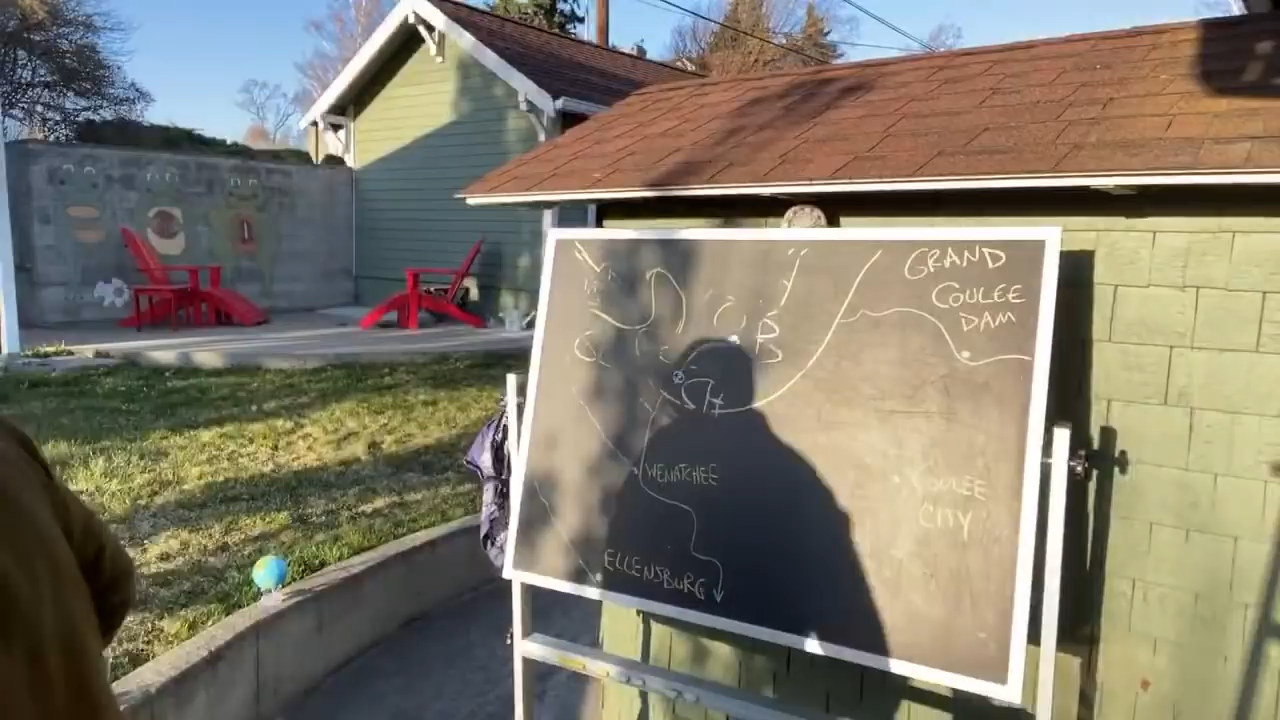 GRAND
COULEE
DAM
WENATCHEE
COULEE
CITY
ELLENSBURG